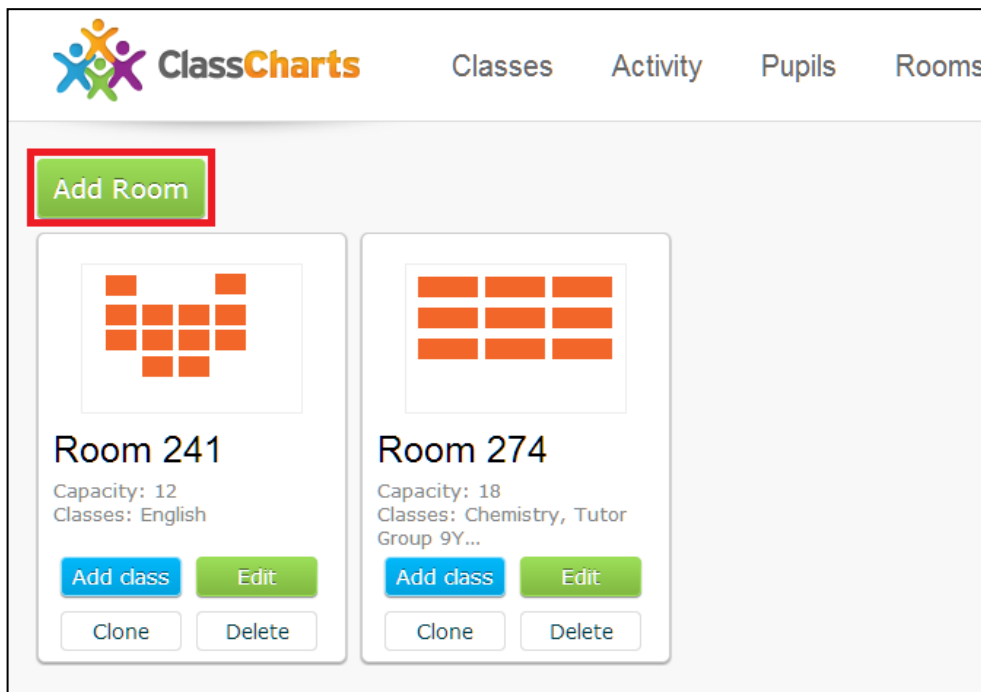 ClassCharts Classes Activity Pupils Rooms
Add Room
Room 241
Capacity: 12
Classes: English
Add class Edit
Clone Delete
Room 274
Capacity: 18
Classes: Chemistry, Tutor
Group 9Y...
Add class Edit
Clone Delete